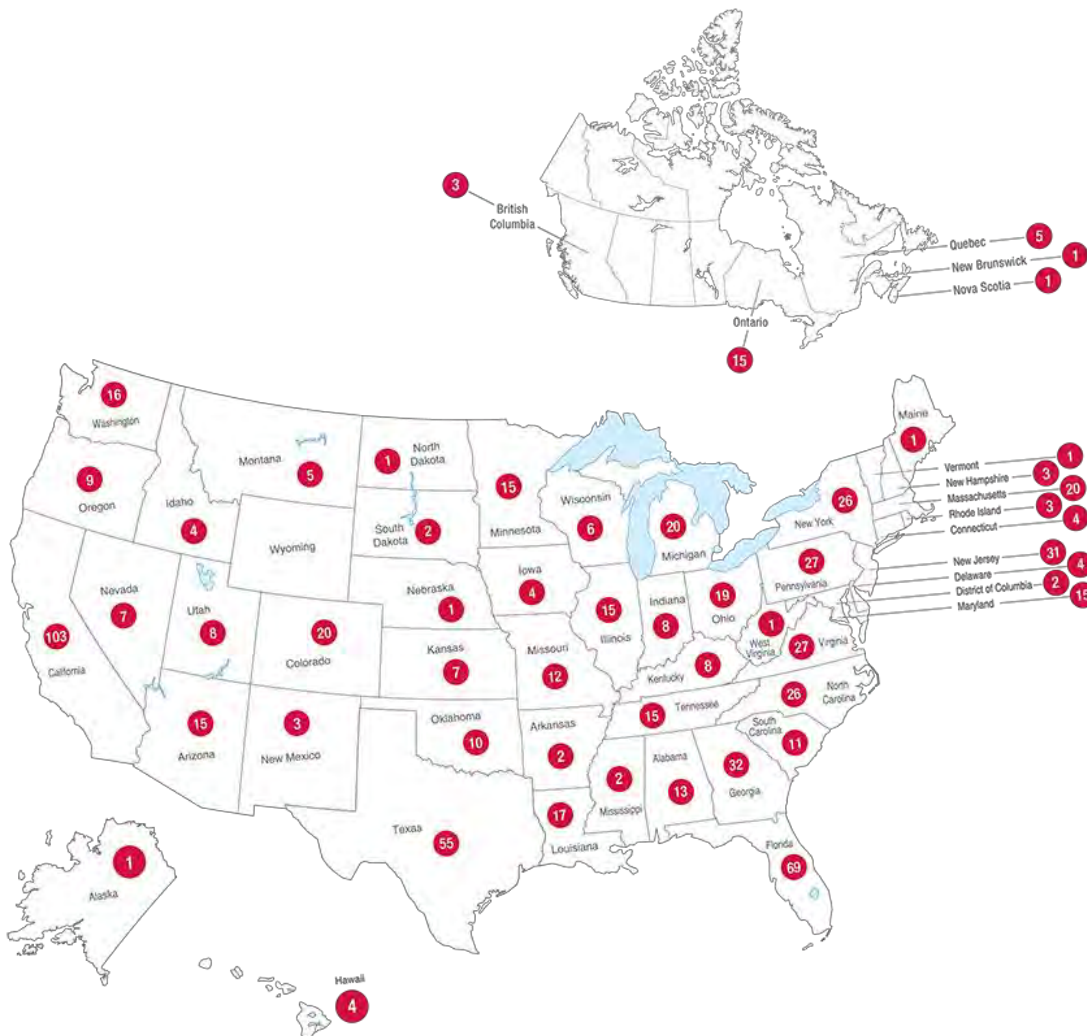 3
British
Columbia
Quebec
5
New Brunswick
1
Nova Scotia
1
Ontario
15
16
Washington
9
Oregon
Idaho
4
Montana
5
1
North
Dakota
South
Dakota
2
15
Minnesota
Wisconsin
6
20
Michigan
Maine
1
Vermont
1
New Hampshire
3
Massachusetts
20
Rhode Island
3
Connecticut
4
26
New York
27
Pennsylvania
New Jersey
31
Delaware
4
District of Columbia
2
Maryland
15
Wyoming
Nebraska
1
Iowa
4
15
Illinois
Indiana
8
19
Ohio
1
West
Virginia
Virginia
27
103
California
Nevada
7
Utah
8
20
Colorado
Kansas
7
Missouri
12
8
Kentucky
15
Tennessee
26
North
Carolina
South
Carolina
11
15
Arizona
3
New Mexico
Oklahoma
10
Arkansas
2
2
Mississippi
Alabama
13
32
Georgia
Texas
55
17
Louisiana
Florida
69
1
Alaska
Hawaii
4